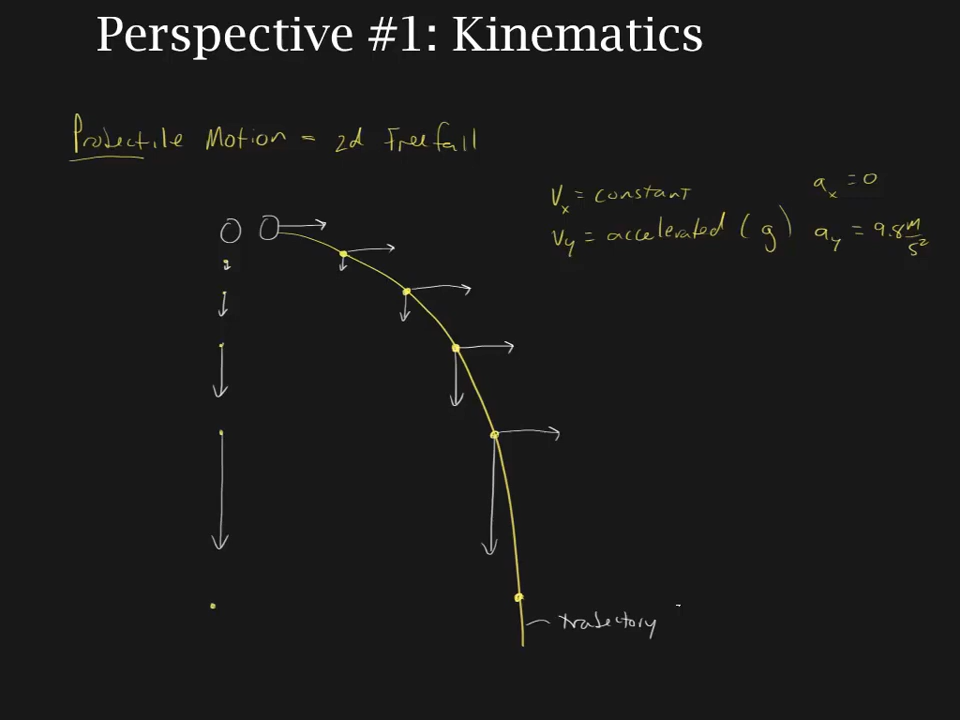 Perspective #1: Kinematics
Projectile Motion = 2d Freefall
Vx = constant
ax = 0
Vy = accelerated (g)
ay = 9.8 m/s²
trajectory